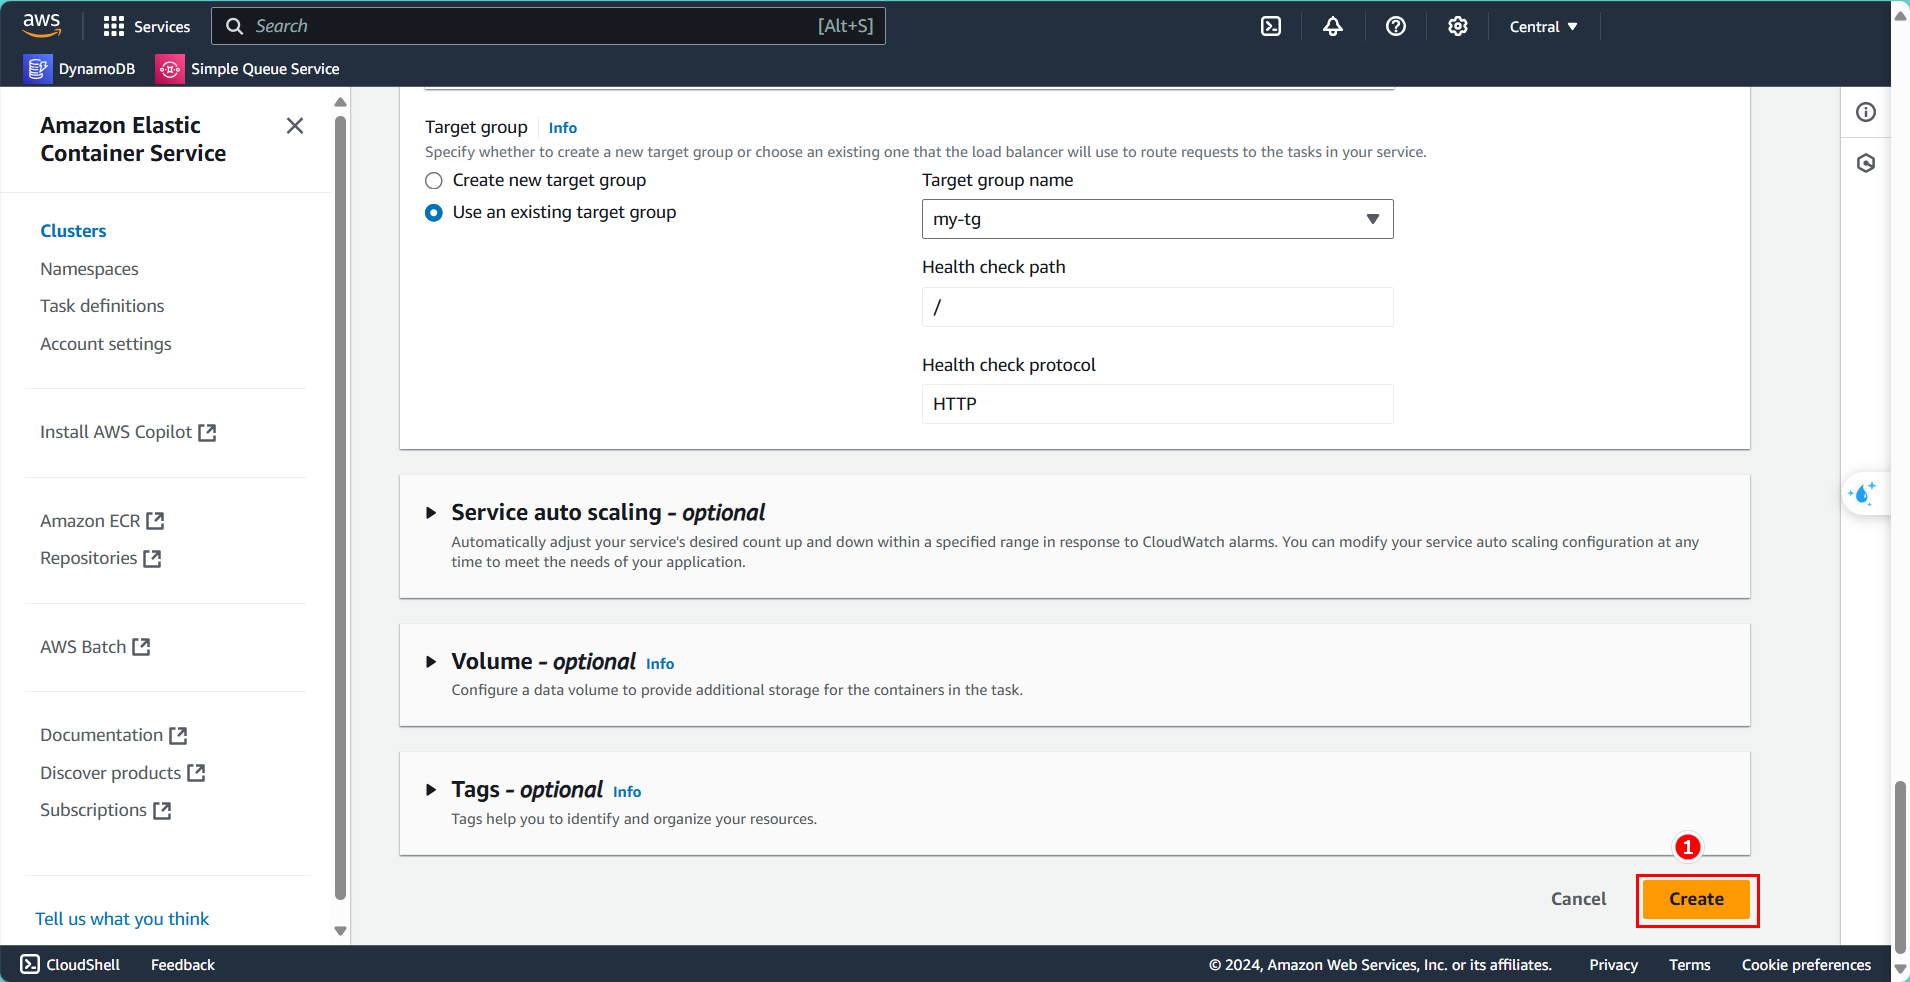 aws
Services
Search
[Alt+S]
Central
DynamoDB
Simple Queue Service
Amazon Elastic
Container Service
Clusters
Namespaces
Task definitions
Account settings
Install AWS Copilot
Amazon ECR
Repositories
AWS Batch
Documentation
Discover products
Subscriptions
Tell us what you think
Target group Info
Specify whether to create a new target group or choose an existing one that the load balancer will use to route requests to the tasks in your service.
Create new target group
Use an existing target group
Target group name
my-tg
Health check path
/
Health check protocol
HTTP
Service auto scaling - optional
Automatically adjust your service's desired count up and down within a specified range in response to CloudWatch alarms. You can modify your service auto scaling configuration at any
time to meet the needs of your application.
Volume - optional Info
Configure a data volume to provide additional storage for the containers in the task.
Tags - optional Info
Tags help you to identify and organize your resources.
1
Cancel
Create
CloudShell
Feedback
© 2024, Amazon Web Services, Inc. or its affiliates.
Privacy
Terms
Cookie preferences